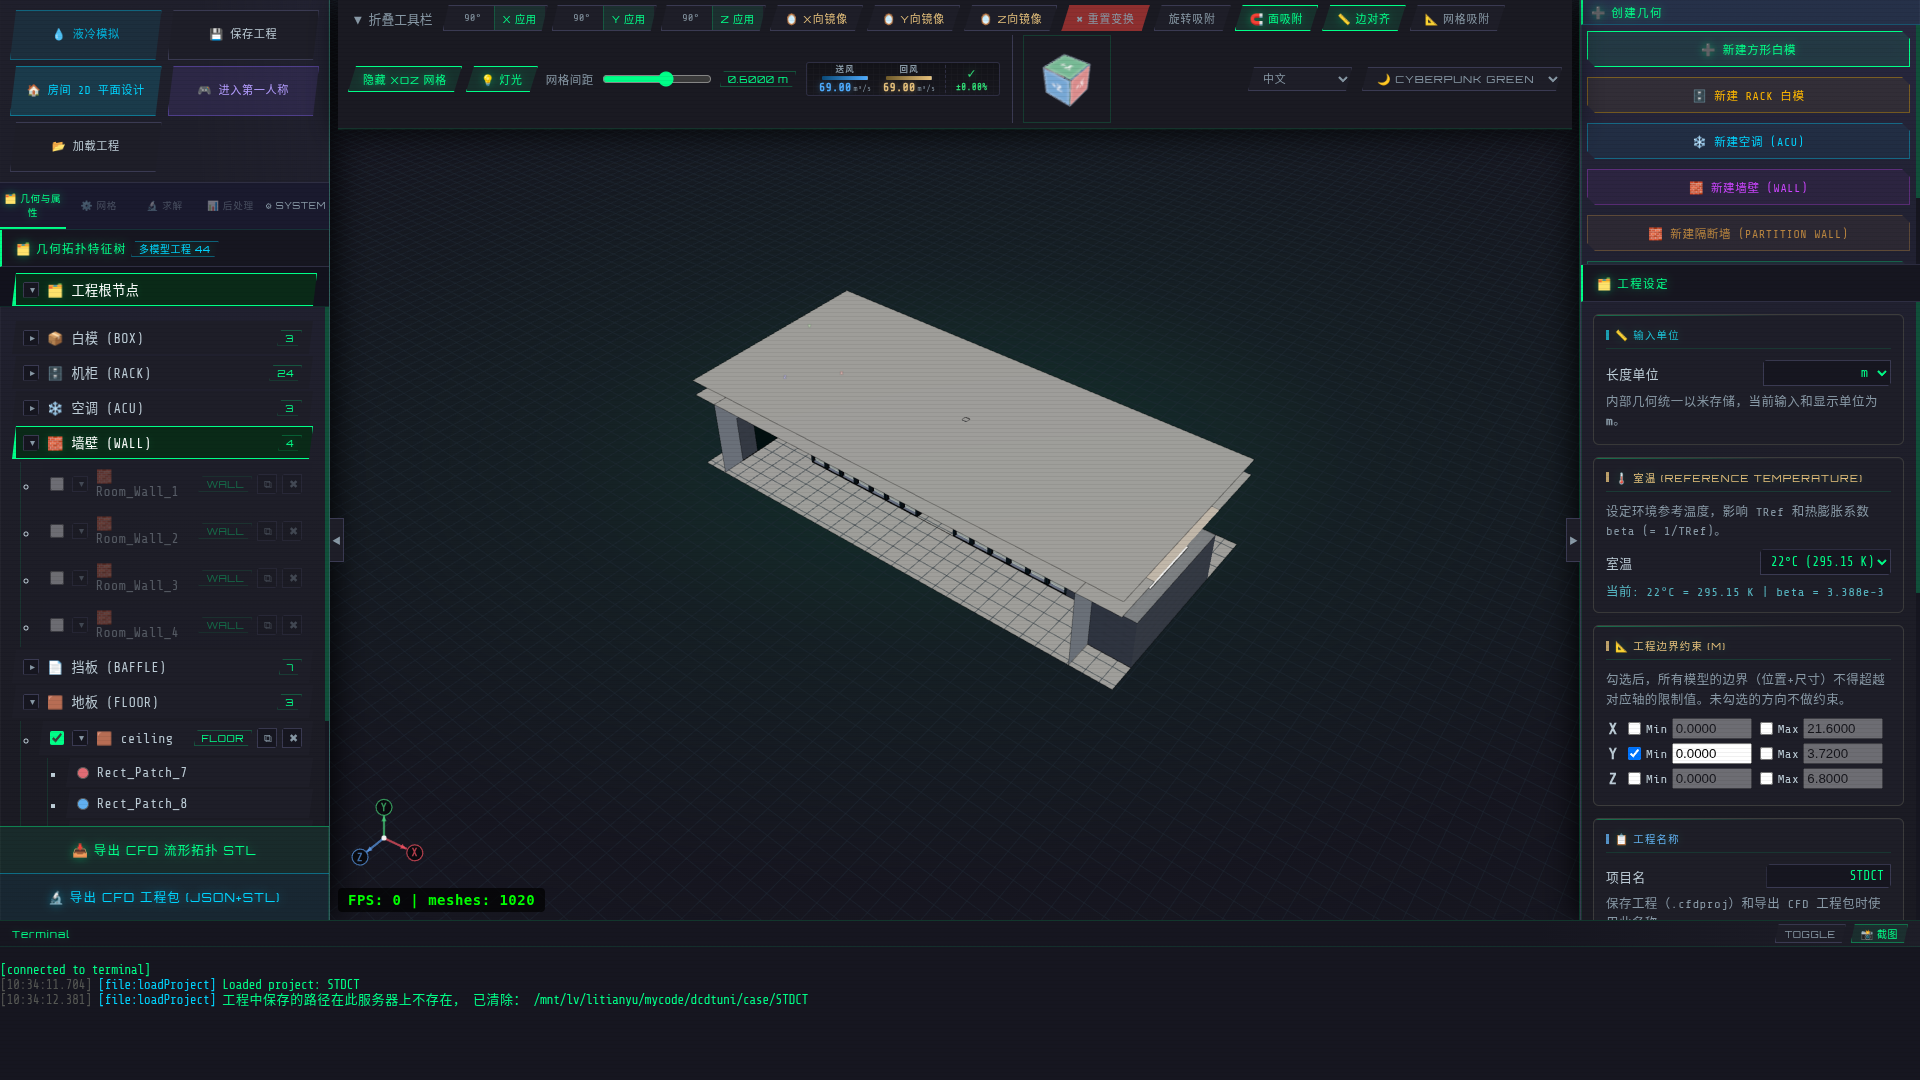 💧 液冷模拟
💾 保存工程
🏠 房间 2D 平面设计
🎮 进入第一人称
📂 加载工程
🗂️ 几何与属性
⚙️ 网格
🔬 求解
📊 后处理
⚙ SYSTEM
🗂️ 几何拓扑特征树 多模型工程 44
▾ 🗂️ 工程根节点
▸ 📦 白模 (BOX) 3
▸ 🗄️ 机柜 (RACK) 24
▸ ❄️ 空调 (ACU) 3
▾ 🧱 墙壁 (WALL) 4
🧱 Room_Wall_1 WALL
🧱 Room_Wall_2 WALL
🧱 Room_Wall_3 WALL
🧱 Room_Wall_4 WALL
▸ 📄 挡板 (BAFFLE) 7
▾ 🟫 地板 (FLOOR) 3
ceiling FLOOR
Rect_Patch_7
Rect_Patch_8
📥 导出 CFD 流形拓扑 STL
🔬 导出 CFD 工程包 (JSON+STL)
▼ 折叠工具栏
90° X 应用
90° Y 应用
90° Z 应用
🪞 X向镜像
🪞 Y向镜像
🪞 Z向镜像
✖ 重置变换
旋转吸附
🧲 面吸附
📏 边对齐
📐 网格吸附
隐藏 XOZ 网格
💡 灯光
网格间距 0.6000 m
送风 69.00 m³/s
回风 69.00 m³/s
✓ ±0.00%
中文
🌙 CYBERPUNK GREEN
Y
Z
X
FPS: 0 | meshes: 1020
➕ 创建几何
➕ 新建方形白模
🗄️ 新建 RACK 白模
❄️ 新建空调 (ACU)
🧱 新建墙壁 (WALL)
🧱 新建隔断墙 (PARTITION WALL)
🗂️ 工程设定
📏 输入单位
长度单位 m
内部几何统一以米存储，当前输入和显示单位为
m。
🌡️ 室温 (REFERENCE TEMPERATURE)
设定环境参考温度，影响 TRef 和热膨胀系数
beta (= 1/TRef)。
室温 22°C (295.15 K)
当前: 22°C = 295.15 K | beta = 3.388e-3
📐 工程边界约束 (M)
勾选后，所有模型的边界（位置+尺寸）不得超越
对应轴的限制值。未勾选的方向不做约束。
X Min 0.0000 Max 21.6000
Y Min 0.0000 Max 3.7200
Z Min 0.0000 Max 6.8000
📋 工程名称
项目名 STDCT
保存工程（.cfdproj）和导出 CFD 工程包时使
用此名称
Terminal
TOGGLE
📸 截图
[connected to terminal]
[10:34:11.704] [file:loadProject] Loaded project: STDCT
[10:34:12.381] [file:loadProject] 工程中保存的路径在此服务器上不存在， 已清除： /mnt/lv/litianyu/mycode/dcdtuni/case/STDCT